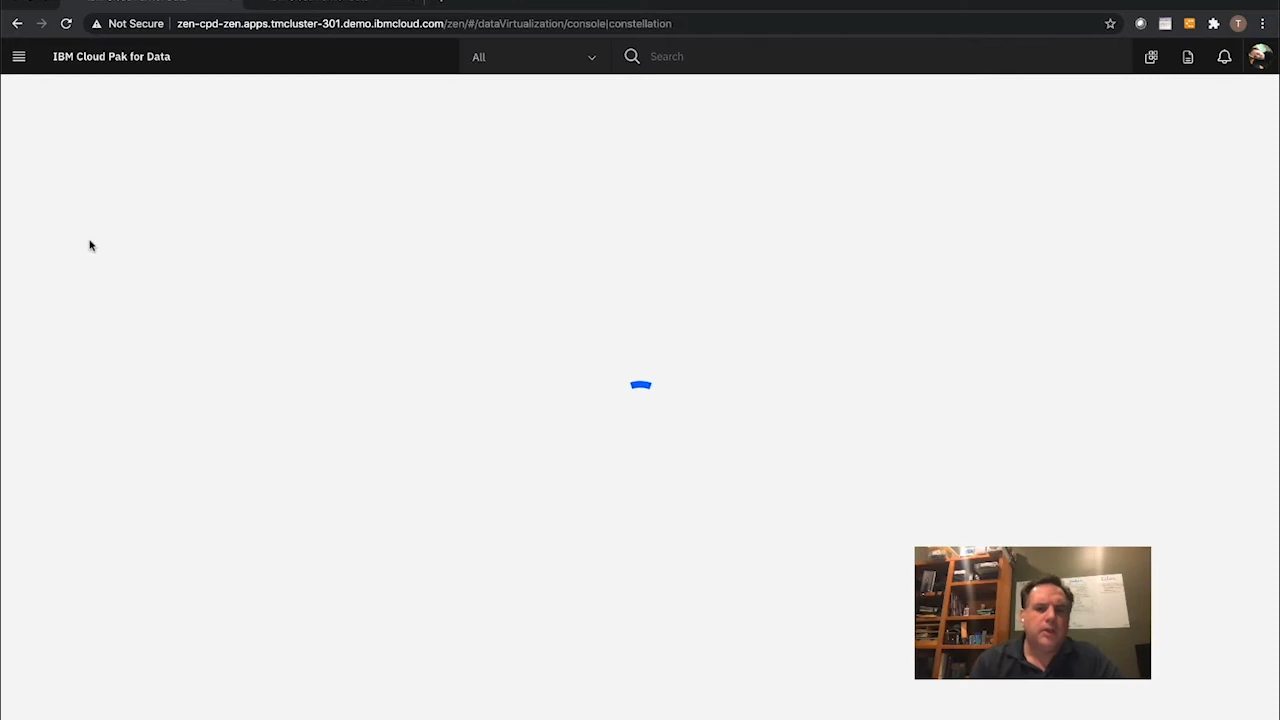 Not Secure
zen-cpd-zen.apps.tmcluster-301.demo.ibmcloud.com/zen/#/dataVirtualization/console|constellation
T
IBM Cloud Pak for Data
All
Search